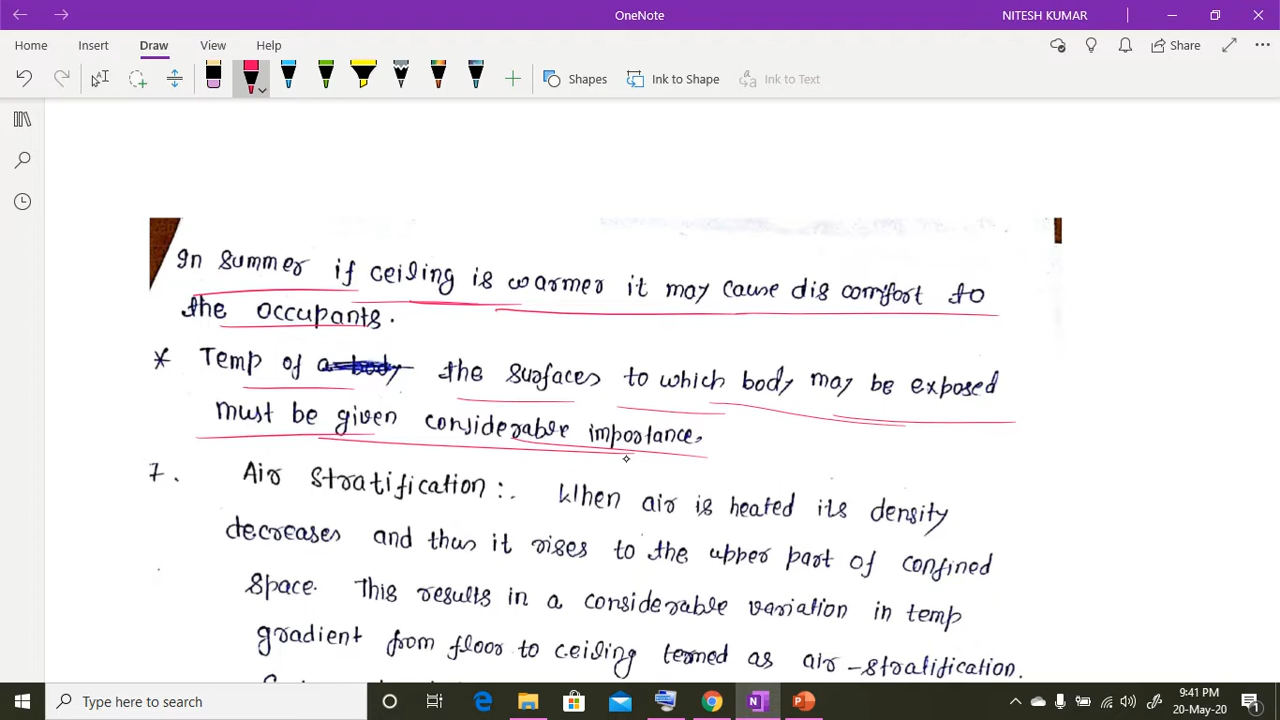 OneNote
NITESH KUMAR
Home Insert Draw View Help
Share
Shapes Ink to Shape Ink to Text
In summer if ceiling is warmer it may cause dis comfort to
the occupants.
* Temp of the surfaces to which body may be exposed
must be given considerable importance.
7. Air Stratification:. When air is heated its density
decreases and thus it rises to the upper part of confined
space. This results in a considerable variation in temp
gradient from floor to ceiling termed as air-stratification.
Type here to search
9:41 PM
20-May-20